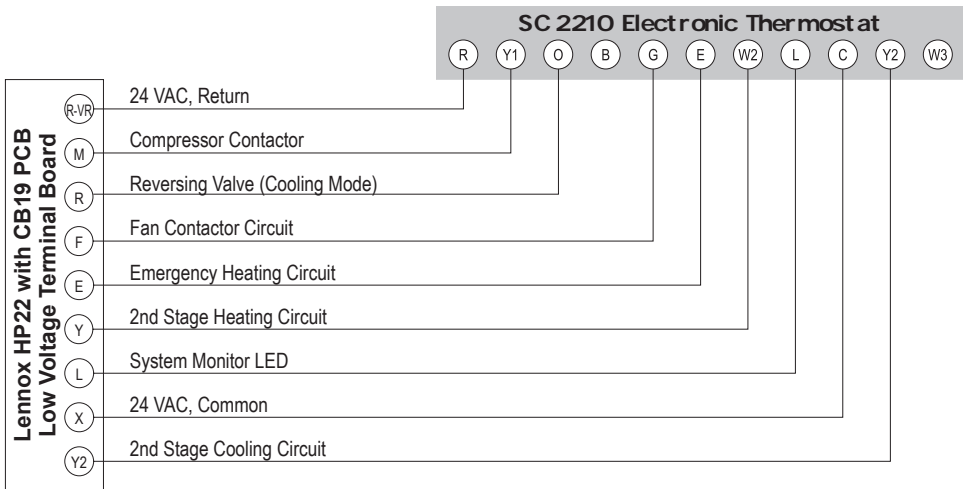 SC 2210 Electronic Thermostat
R Y1 O B G E W2 L C Y2 W3
Lennox HP22 with CB19 PCB
Low Voltage Terminal Board
R-VR 24 VAC, Return
M Compressor Contactor
R Reversing Valve (Cooling Mode)
F Fan Contactor Circuit
E Emergency Heating Circuit
Y 2nd Stage Heating Circuit
L System Monitor LED
X 24 VAC, Common
Y2 2nd Stage Cooling Circuit